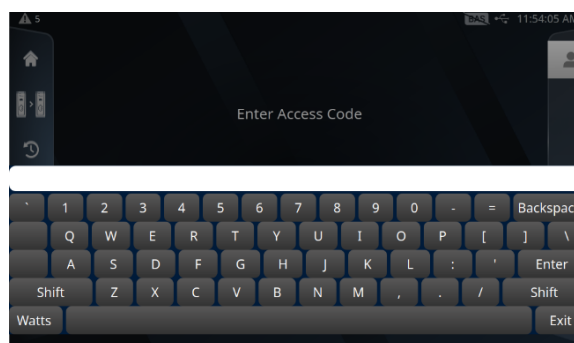 5 BAS 11:54:05 AM
Enter Access Code
` 1 2 3 4 5 6 7 8 9 0 - = Backspac
Q W E R T Y U I O P [ ] \
A S D F G H J K L : ' Enter
Shift Z X C V B N M , . / Shift
Watts Exit